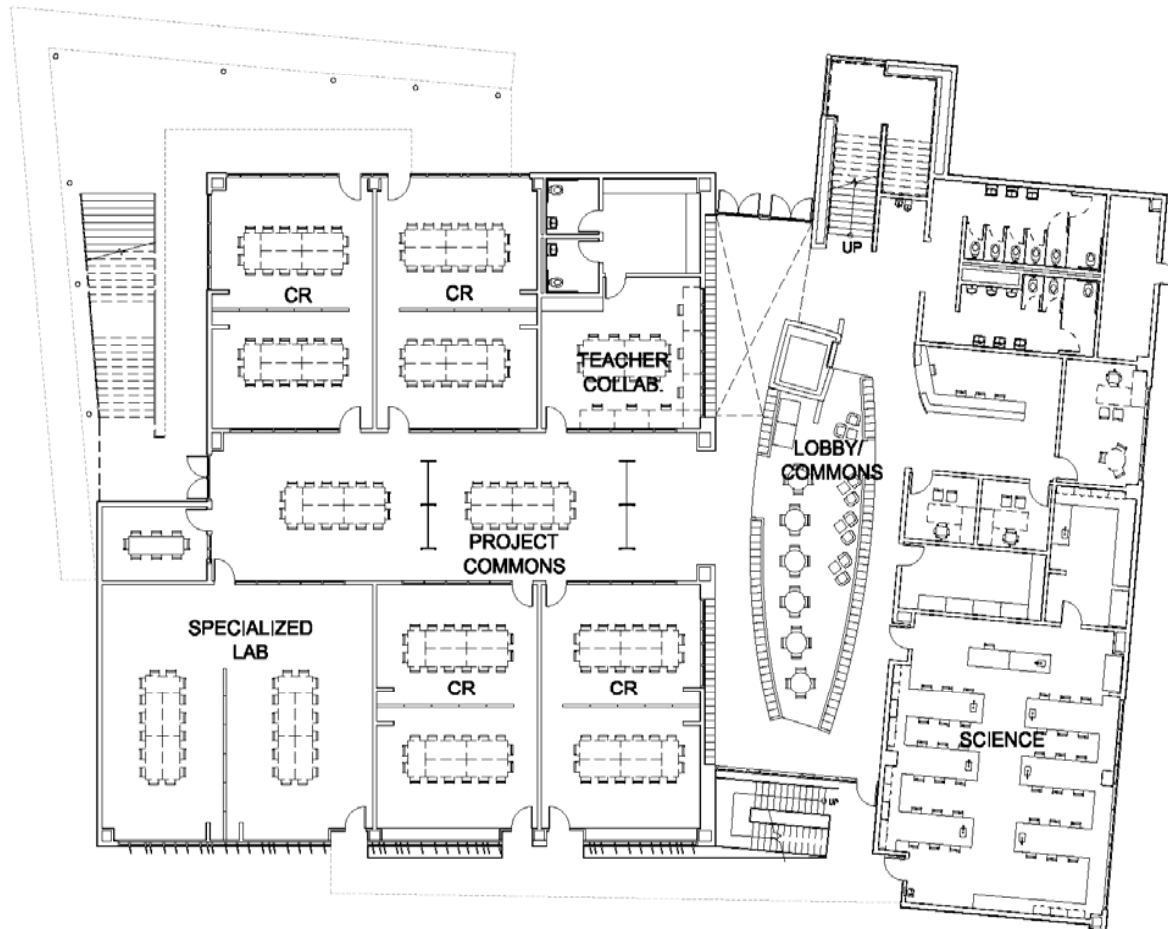 UP
CR
CR
TEACHER
COLLAB.
LOBBY/
COMMONS
PROJECT
COMMONS
SPECIALIZED
LAB
CR
CR
SCIENCE
UP